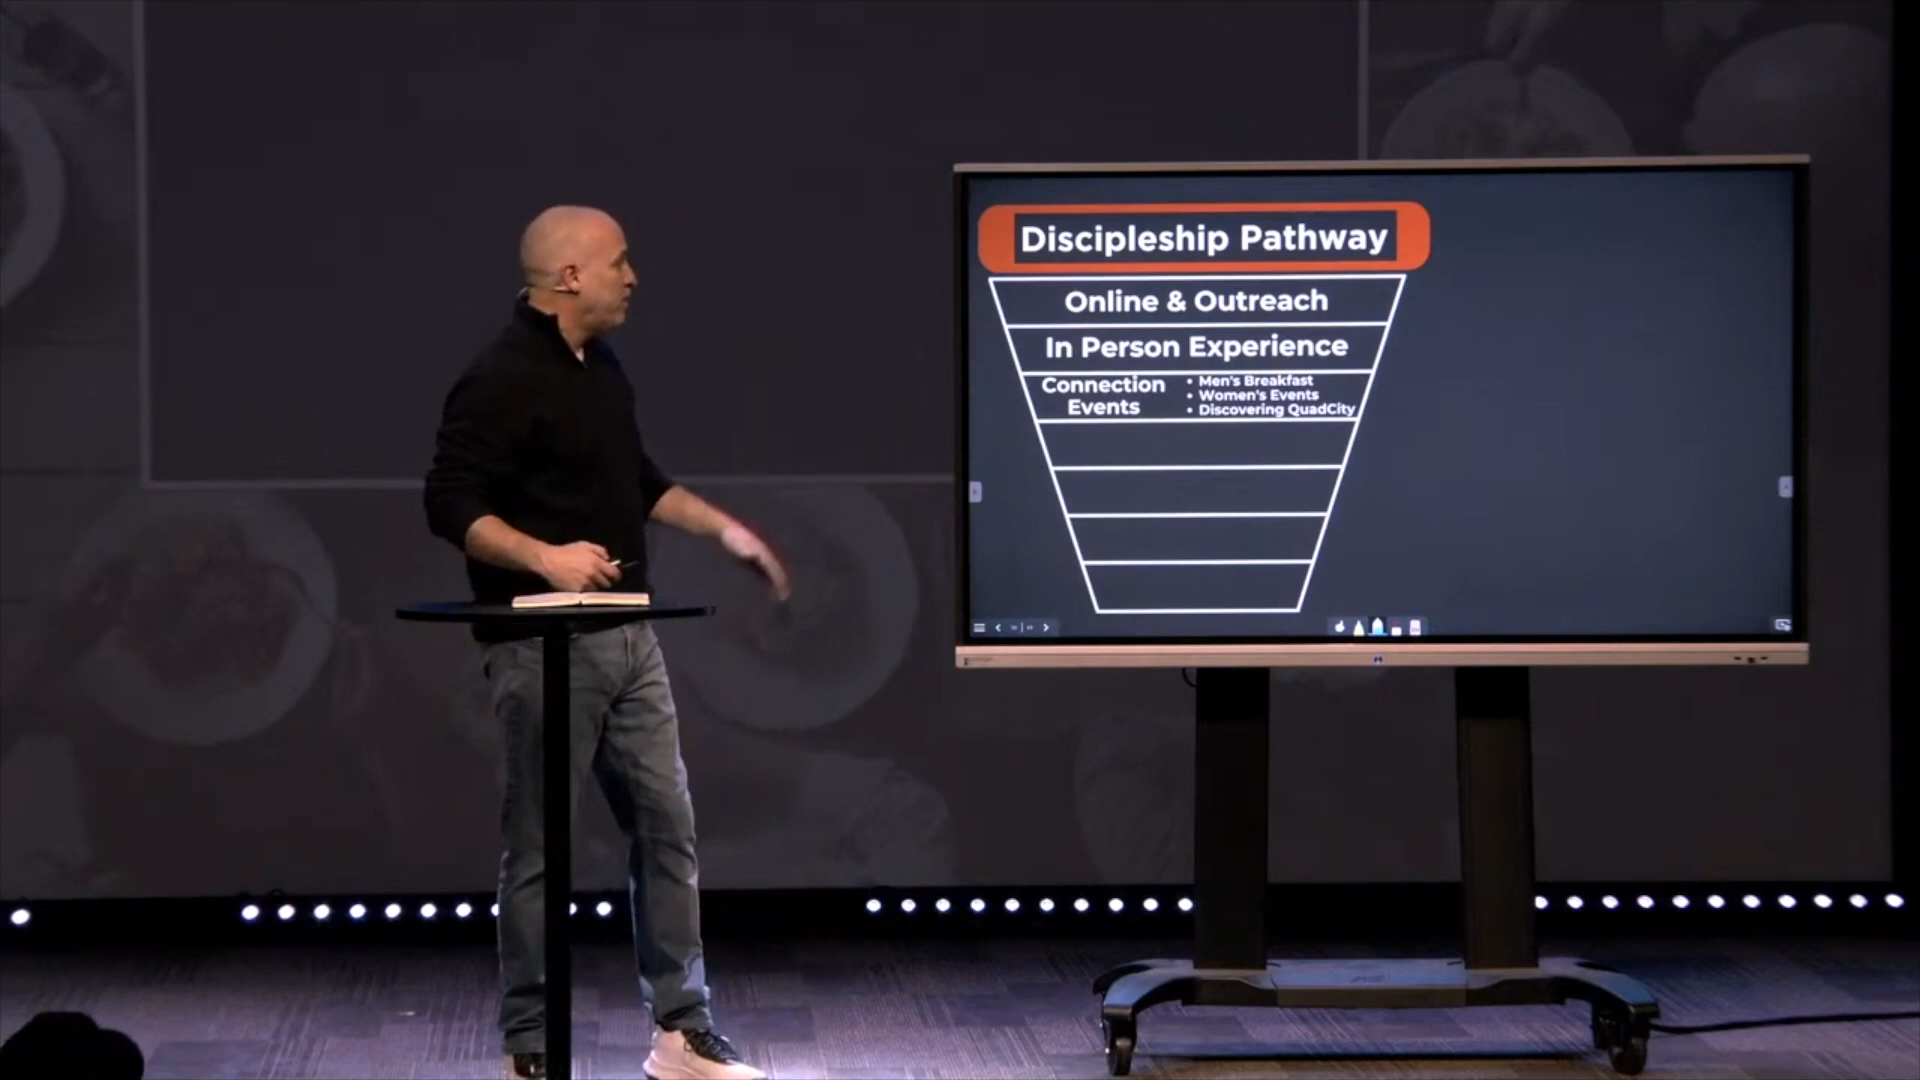 Discipleship Pathway
Online & Outreach
In Person Experience
Connection
Events
• Men's Breakfast
• Women's Events
• Discovering QuadCity